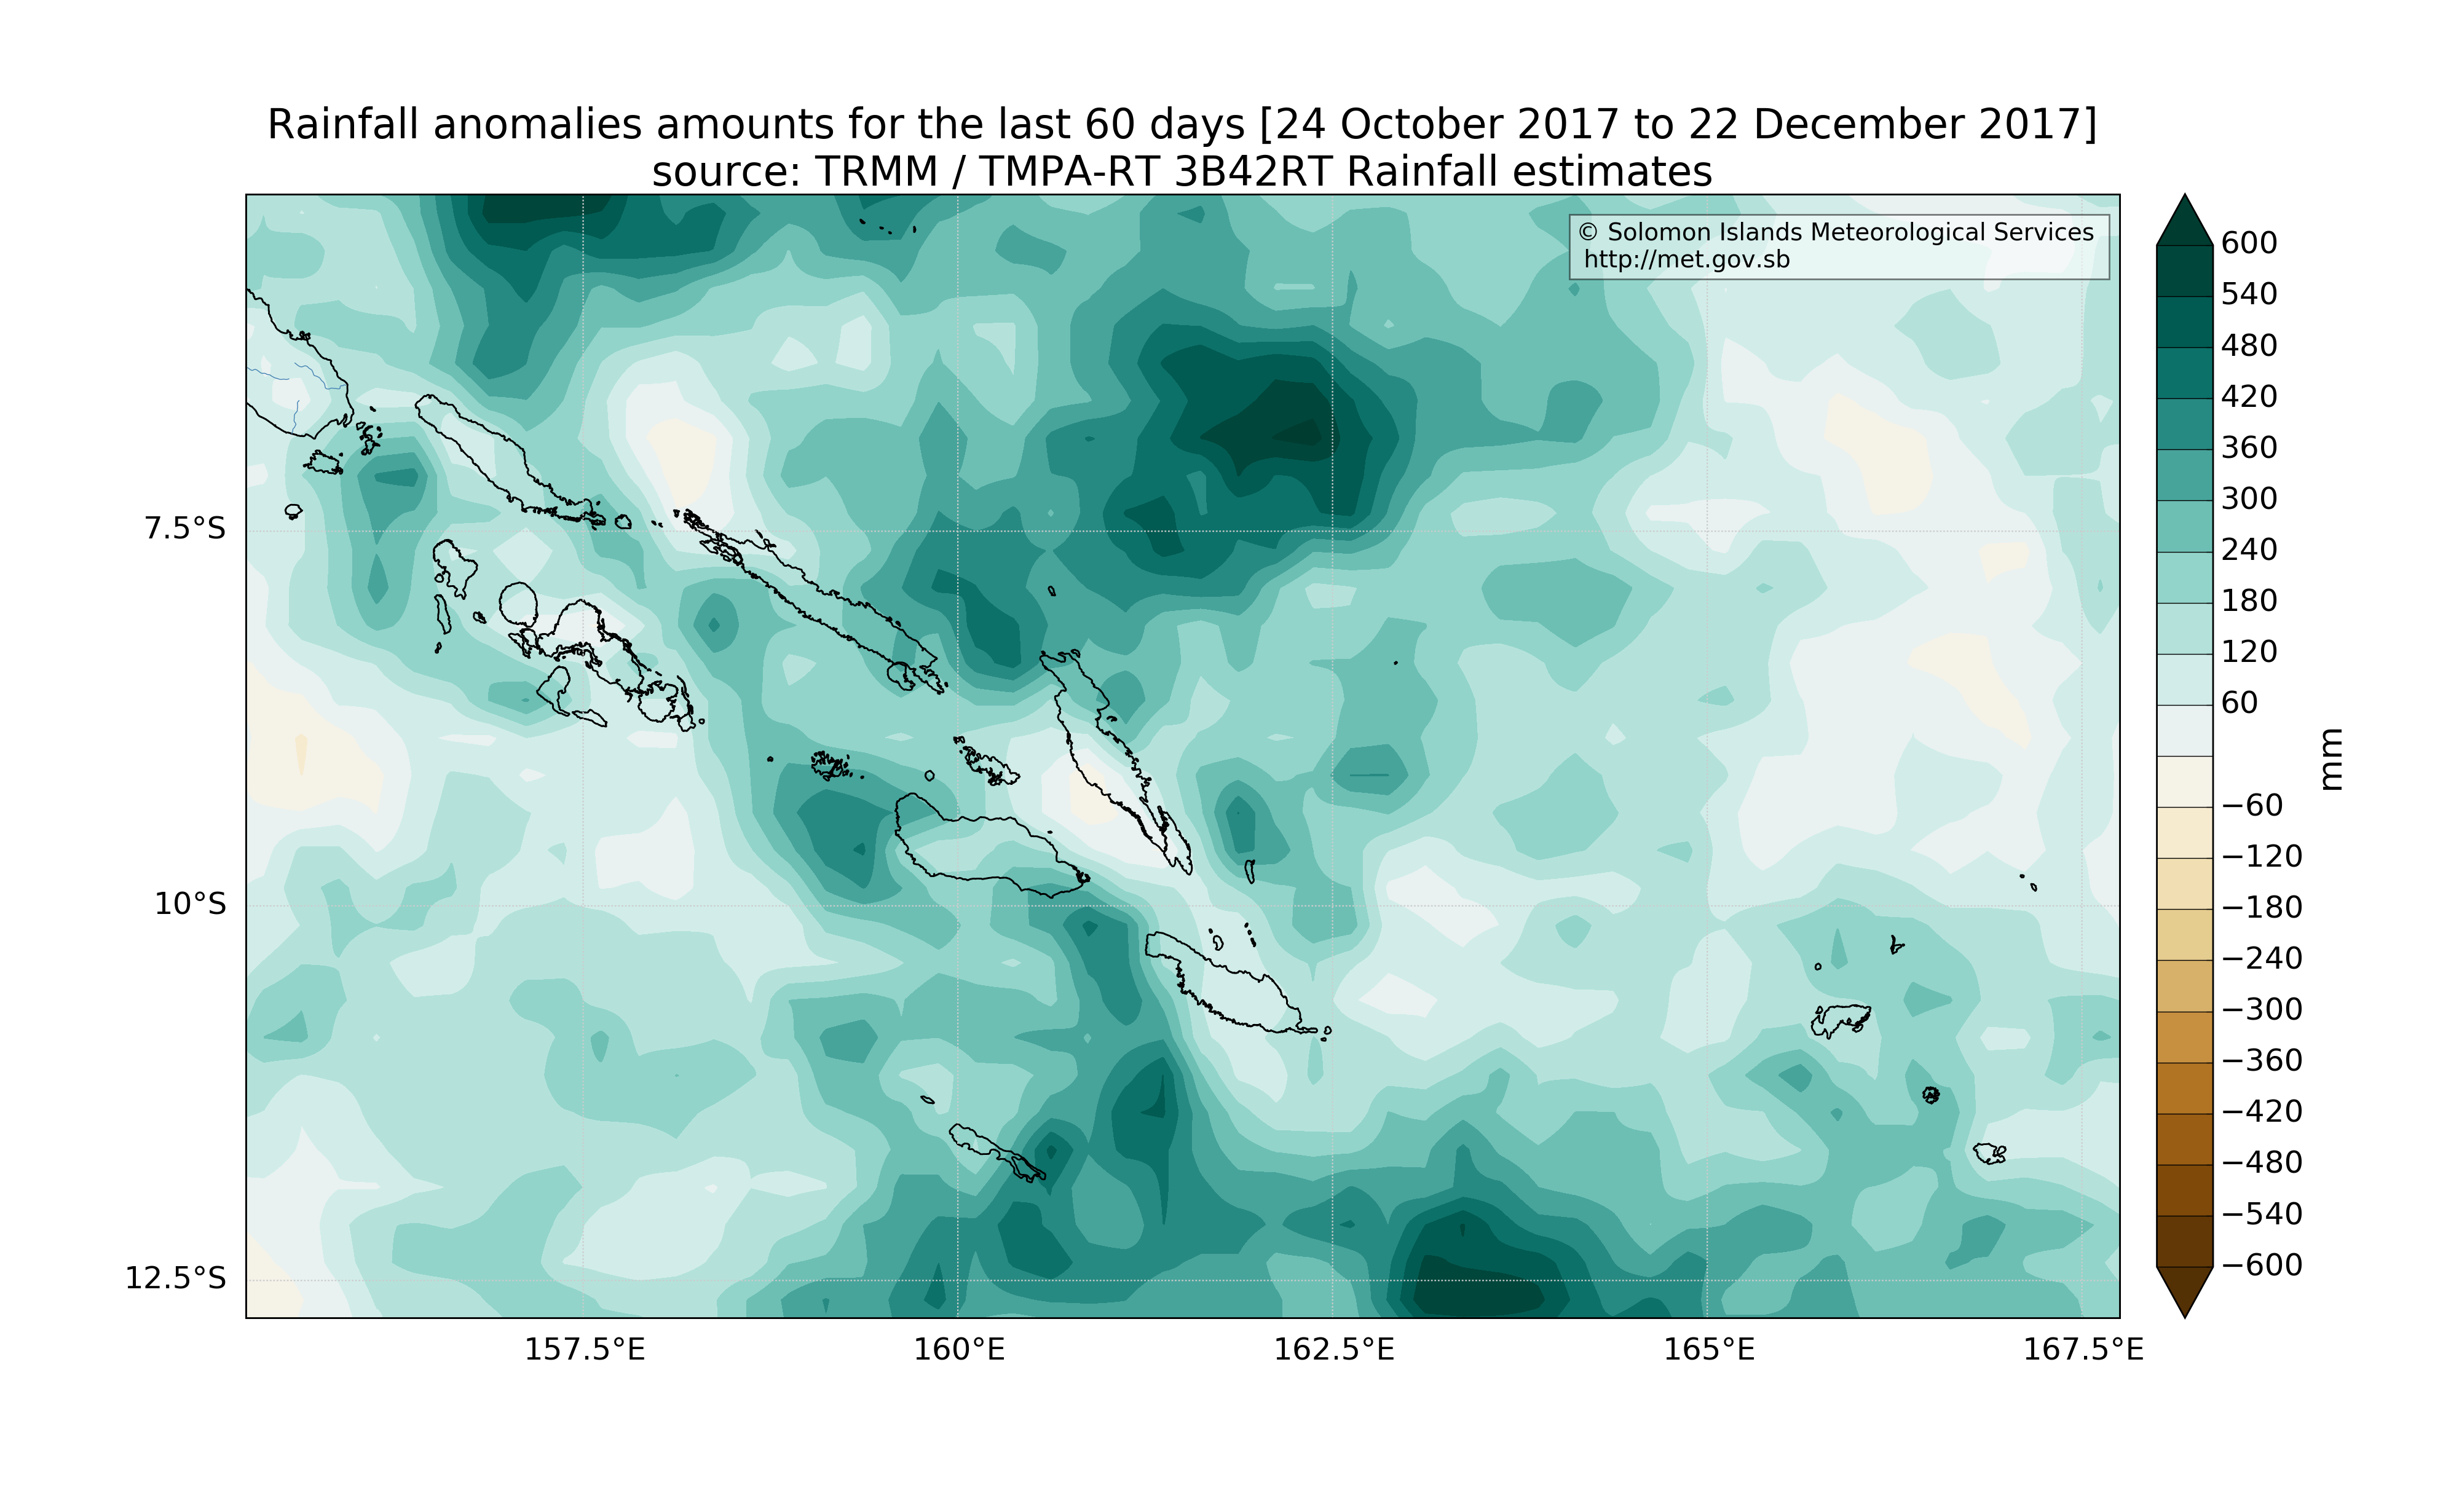 Rainfall anomalies amounts for the last 60 days [24 October 2017 to 22 December 2017]
source: TRMM / TMPA-RT 3B42RT Rainfall estimates
© Solomon Islands Meteorological Services
http://met.gov.sb
7.5°S
10°S
12.5°S
157.5°E
160°E
162.5°E
165°E
167.5°E
600
540
480
420
360
300
240
180
120
60
−60
−120
−180
−240
−300
−360
−420
−480
−540
−600
mm